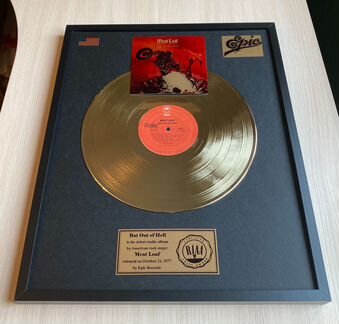 Meat Loaf
Epic
Bat Out of Hell
is the debut studio album
by American rock singer
Meat Loaf
released on October 21, 1977
by Epic Records
RIAA